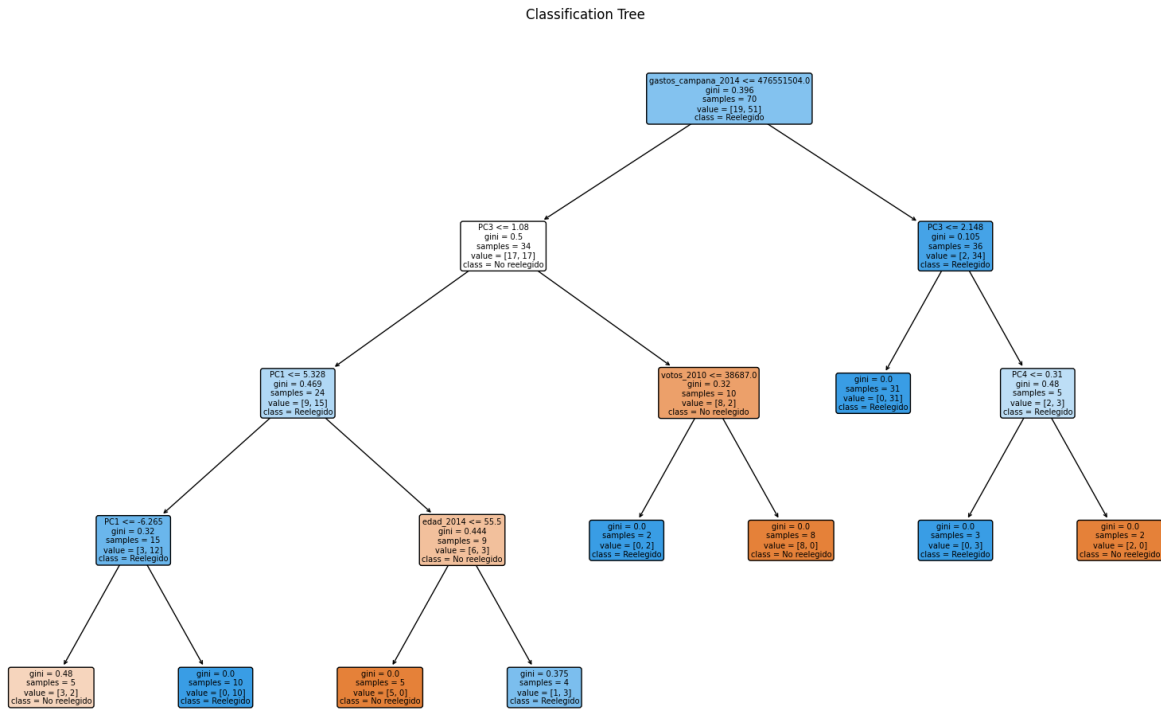 Classification Tree
gastos_campana_2014 <= 476551504.0
gini = 0.396
samples = 70
value = [19, 51]
class = Reelegido
PC3 <= 1.08
gini = 0.5
samples = 34
value = [17, 17]
class = No reelegido
PC3 <= 2.148
gini = 0.105
samples = 36
value = [2, 34]
class = Reelegido
PC1 <= 5.328
gini = 0.469
samples = 24
value = [9, 15]
class = Reelegido
votos_2010 <= 38687.0
gini = 0.32
samples = 10
value = [8, 2]
class = No reelegido
gini = 0.0
samples = 31
value = [0, 31]
class = Reelegido
PC4 <= 0.31
gini = 0.48
samples = 5
value = [2, 3]
class = Reelegido
PC1 <= -6.265
gini = 0.32
samples = 15
value = [3, 12]
class = Reelegido
edad_2014 <= 55.5
gini = 0.444
samples = 9
value = [6, 3]
class = No reelegido
gini = 0.0
samples = 2
value = [0, 2]
class = Reelegido
gini = 0.0
samples = 8
value = [8, 0]
class = No reelegido
gini = 0.0
samples = 3
value = [0, 3]
class = Reelegido
gini = 0.0
samples = 2
value = [2, 0]
class = No reelegido
gini = 0.48
samples = 5
value = [3, 2]
class = No reelegido
gini = 0.0
samples = 10
value = [0, 10]
class = Reelegido
gini = 0.0
samples = 5
value = [5, 0]
class = No reelegido
gini = 0.375
samples = 4
value = [1, 3]
class = Reelegido